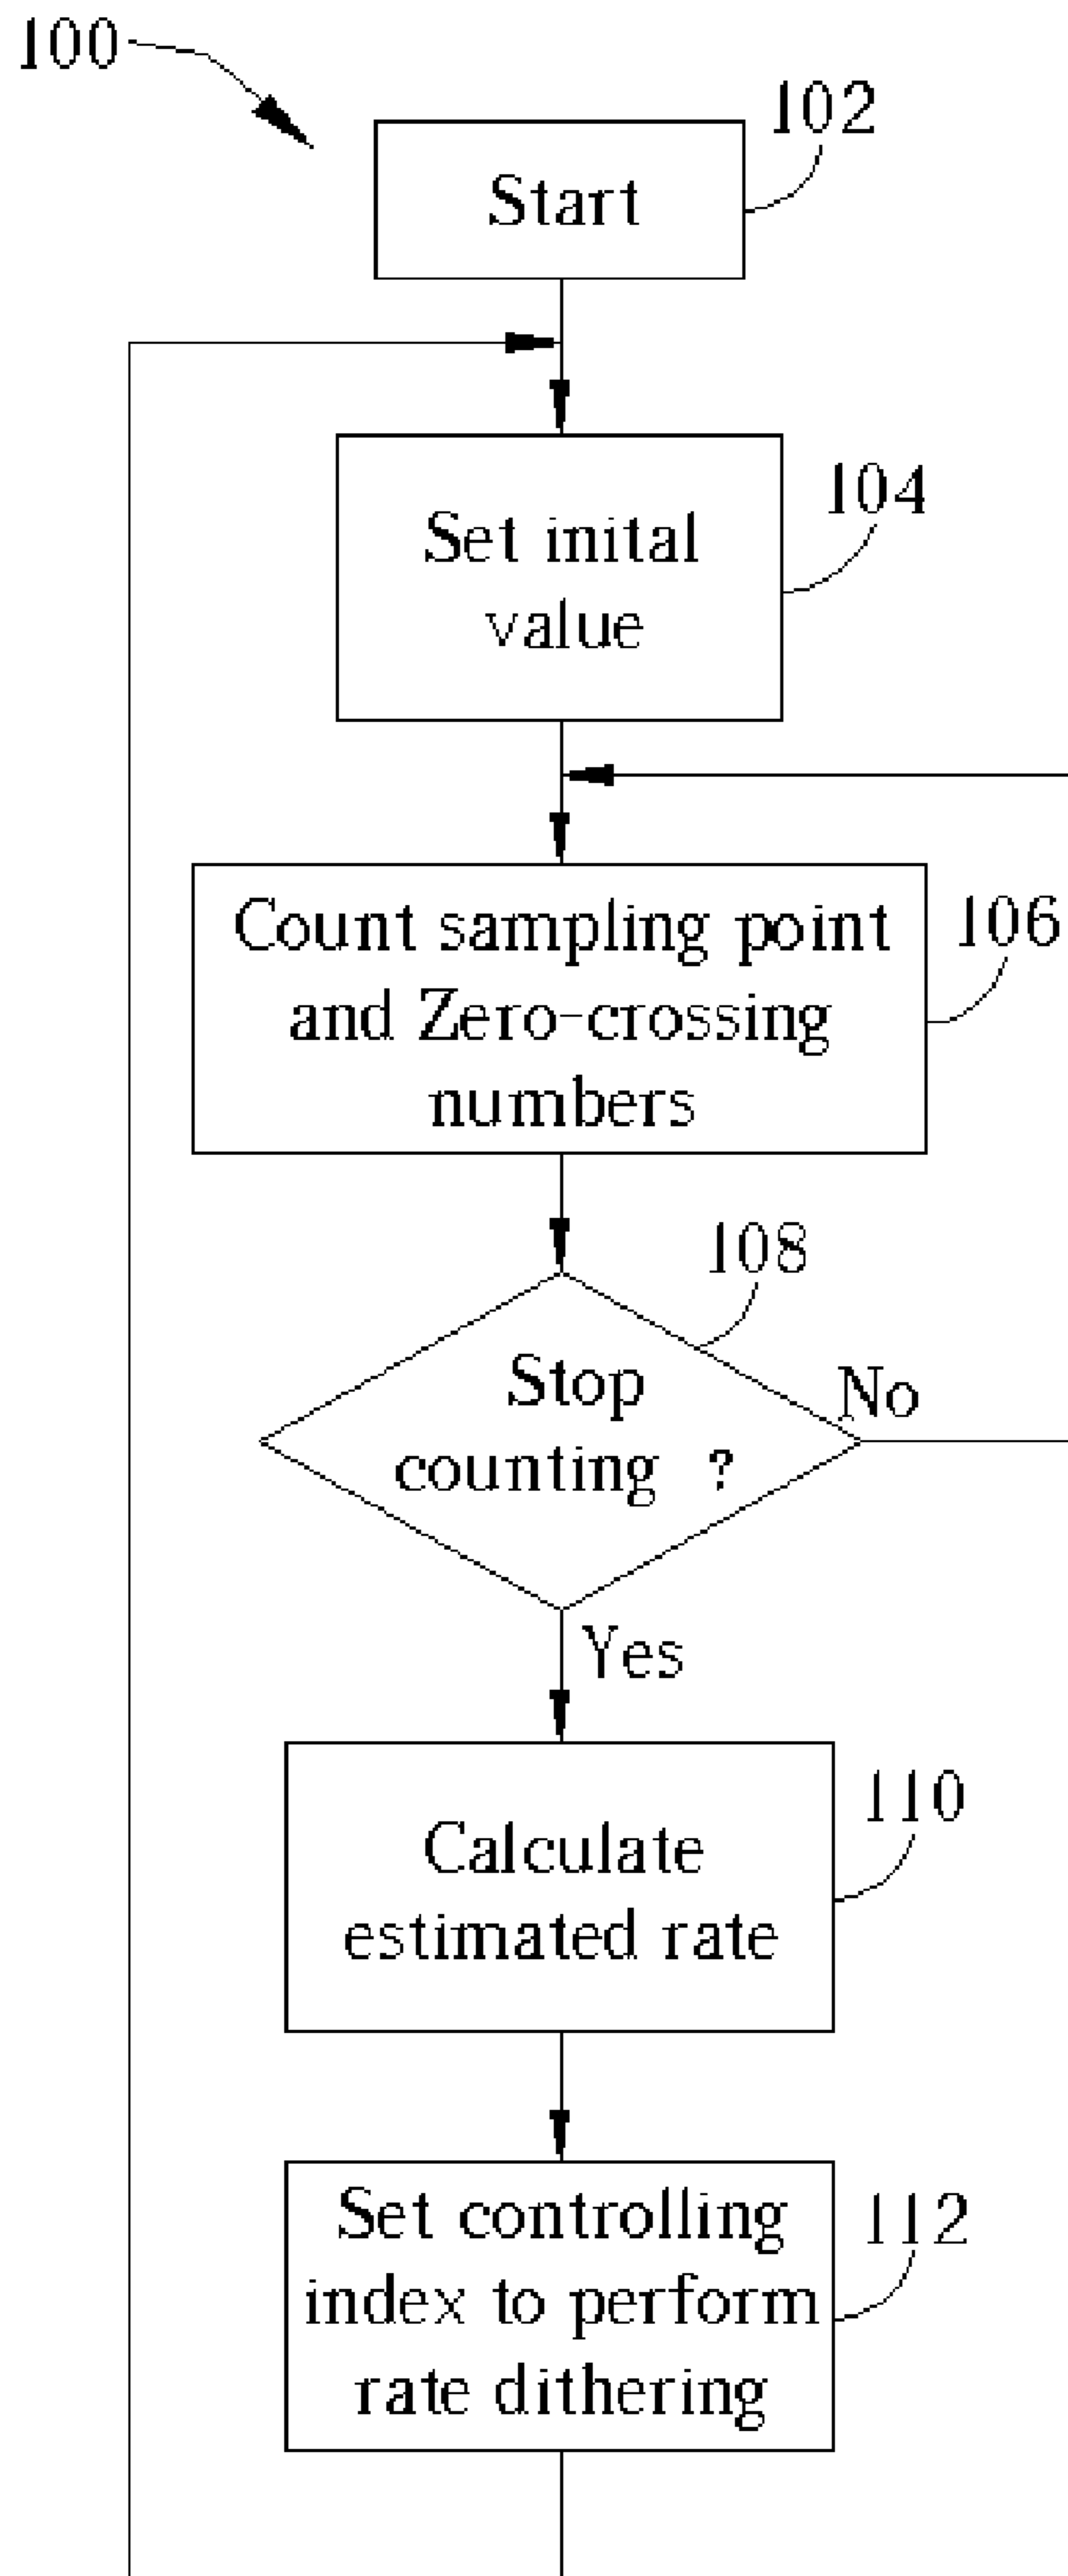 100
102
Start
104
Set inital
value
106
Count sampling point
and Zero-crossing
numbers
108
Stop
counting ?
No
Yes
110
Calculate
estimated rate
112
Set controlling
index to perform
rate dithering